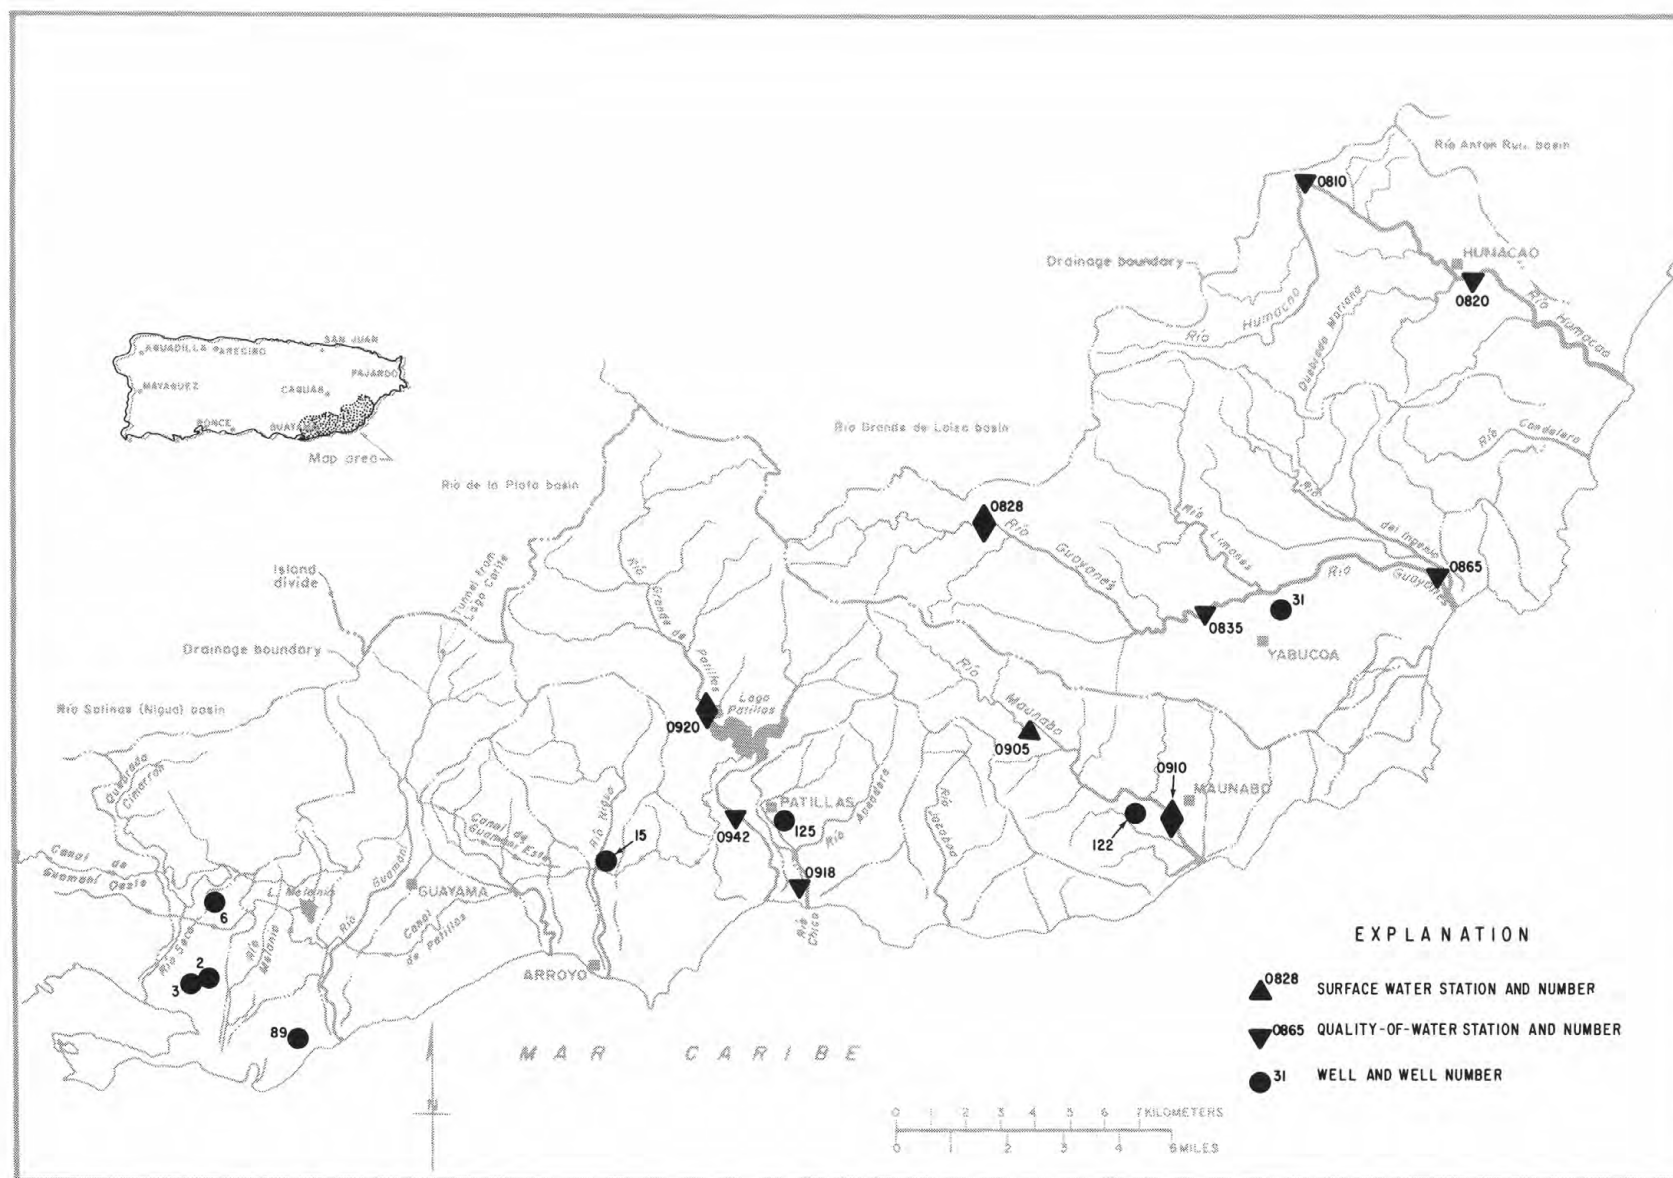 Río Antón Ruíz basin
0810
HUMACAO
Drainage boundary
0820
Río Humacao
Río Humacao
Quebrada Mariana
SAN JUAN
AGUADILLA
ARECIBO
FAJARDO
MAYAGUEZ
CAGUAS
PONCE
GUAYAMA
Map area
Río Grande de Loíza basin
Río Candelero
Río de la Plata basin
0828
Río Guayanés
Río Limones
Río del Ingenio
Island
divide
Tunnel from
Lago Carite
Río Grande de Patillas
0865
Río Guayanés
31
0835
YABUCOA
Drainage boundary
Río Salinas (Nigua) basin
Lago
Patillas
0920
Río Maunabo
0905
0910
MAUNABO
Quebrada
Cimarrón
Canal de
Guamaní Este
Río Nigua
15
0942
PATILLAS
125
Río Apeadero
Río Jacaboa
122
Canal de
Guamaní Oeste
L. Melania
Río Guamaní
GUAYAMA
0918
6
Canal
de Patillas
Río
Chico
Río Seco
Río
Melania
2
3
ARROYO
89
MAR CARIBE
N
EXPLANATION
0828 SURFACE WATER STATION AND NUMBER
0865 QUALITY-OF-WATER STATION AND NUMBER
31 WELL AND WELL NUMBER
0 1 2 3 4 5 6 7 KILOMETERS
0 1 2 3 4 5 MILES